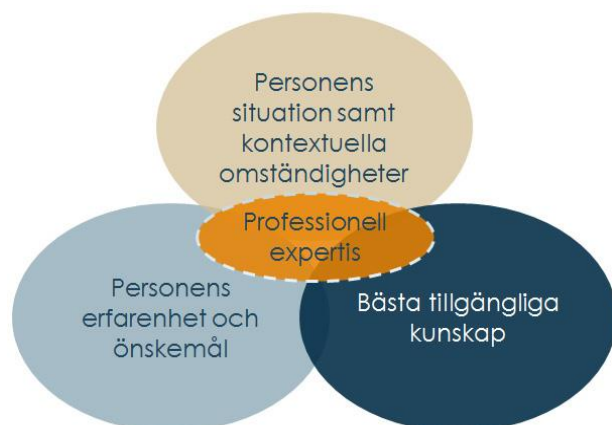 Personens
situation samt
kontextuella
omständigheter
Professionell
expertis
Personens
erfarenhet och
önskemål
Bästa tillgängliga
kunskap